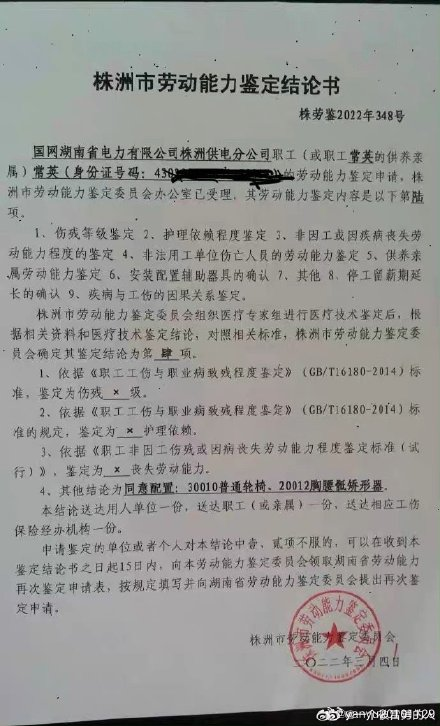 株洲市劳动能力鉴定结论书
株劳鉴2022年348号
国网湖南省电力有限公司株洲供电分公司职工（或职工常英的供养亲
属）常英（身份证号码：430 的劳动能力鉴定申请，株
洲市劳动能力鉴定委员会办公室已受理，其劳动能力鉴定内容是以下第陆
项。
1、伤残等级鉴定 2、护理依赖程度鉴定 3、非因工或因疾病丧失劳
动能力程度的鉴定 4、非法用工单位伤亡人员的劳动能力鉴定 5、供养亲
属劳动能力鉴定 6、安装配置辅助器具的确认 7、其他 8、停工留薪期延
长的确认 9、疾病与工伤的因果关系鉴定。
株洲市劳动能力鉴定委员会组织医疗专家组进行医疗技术鉴定后，根
据相关资料和医疗技术鉴定结论，对照相关标准，株洲市劳动能力鉴定委
员会确定其鉴定结论为第 肆 项。
1、依据《职工工伤与职业病致残程度鉴定》（GB/T16180-2014）标
准，鉴定为伤残 × 级。
2、依据《职工工伤与职业病致残程度鉴定》（GB/T16180-2014）标
准的规定，鉴定为 × 护理依赖。
3、依据《职工非因工伤残或因病丧失劳动能力程度鉴定标准（试
行）》，鉴定为 × 丧失劳动能力。
4、其他结论为同意配置：30010普通轮椅、20012胸腰骶矫形器.
本结论送达用人单位一份，送达职工（或亲属）一份、送达相应工伤
保险经办机构一份。
申请鉴定的单位或者个人对本结论中壹、贰项不服的，可以在收到本
鉴定结论书之日起15日内，向本劳动能力鉴定委员会领取湖南省劳动能力
再次鉴定申请表，按规定填写并向湖南省劳动能力鉴定委员会提出再次鉴
定申请。
株洲市劳动能力鉴定委员会
二〇二二年三月四日
株洲市劳动能力鉴定委员会